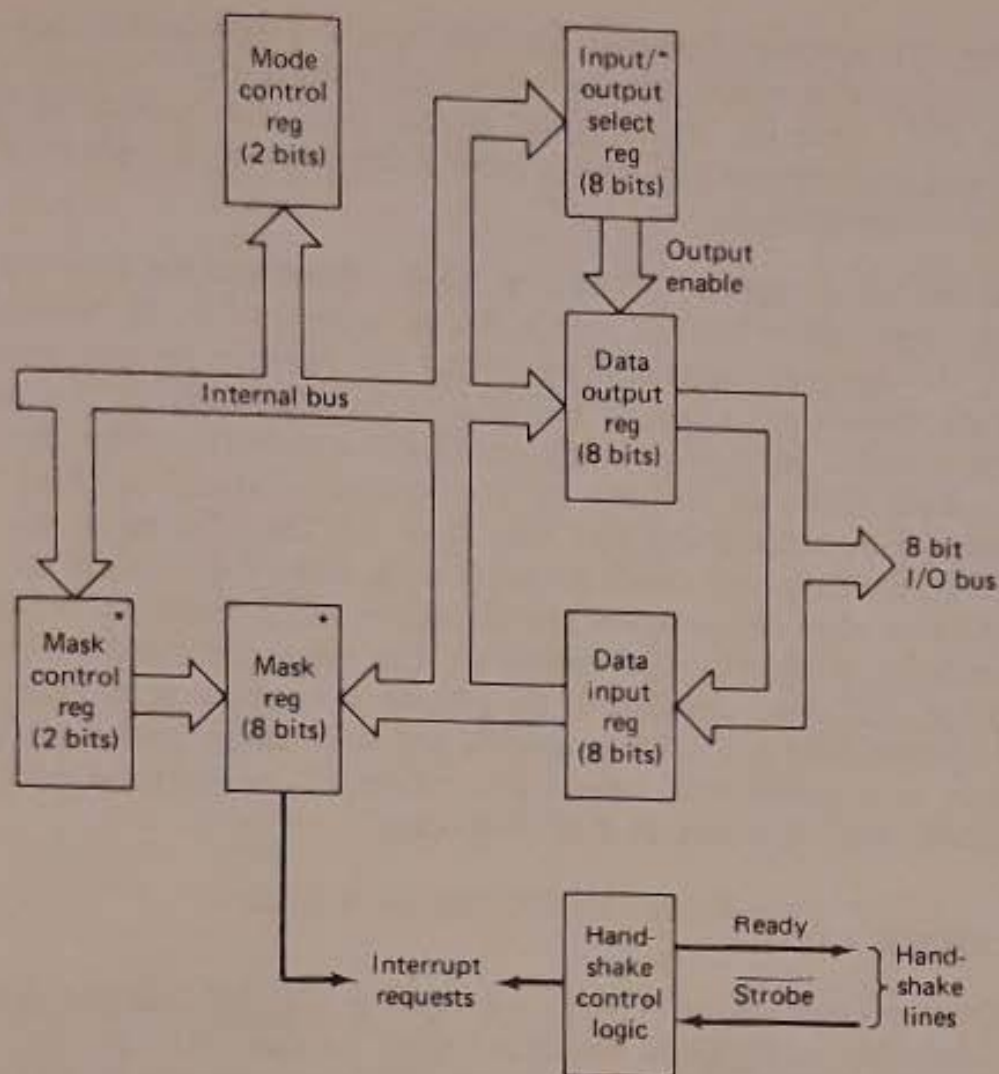 Mode
control
reg
(2 bits)
Input/*
output
select
reg
(8 bits)
Output
enable
Internal bus
Data
output
reg
(8 bits)
8 bit
I/O bus
*
Mask
control
reg
(2 bits)
*
Mask
reg
(8 bits)
Data
input
reg
(8 bits)
Interrupt
requests
Hand-
shake
control
logic
Ready
Strobe
Hand-
shake
lines